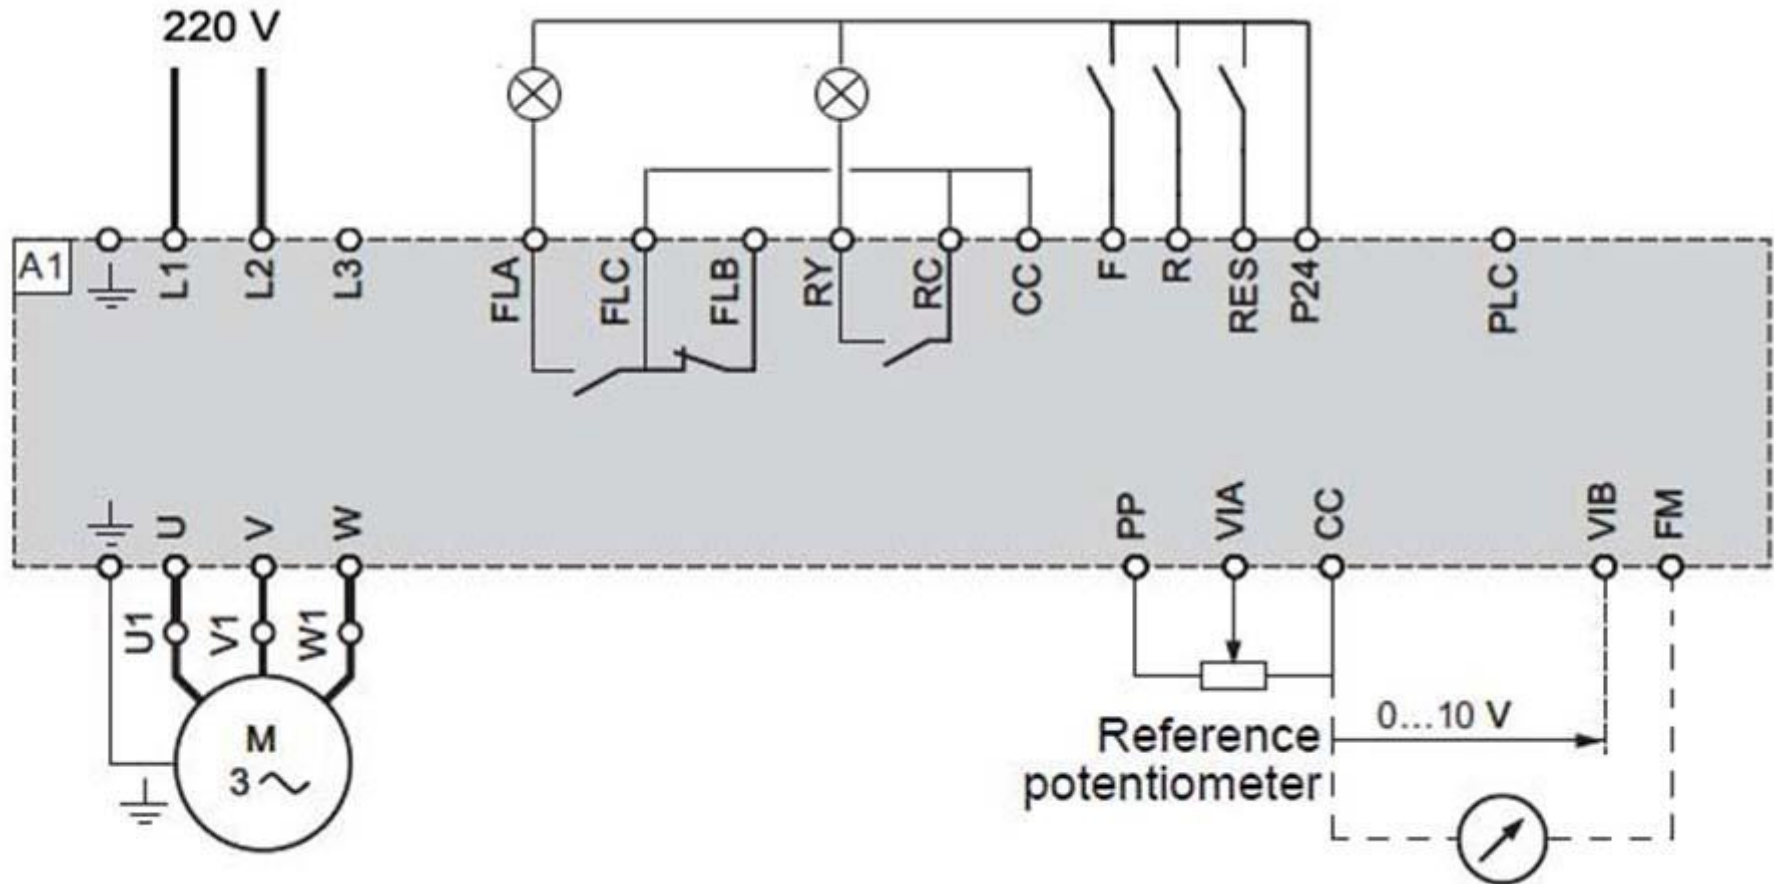 220 V
A1
L1
L2
L3
FLA
FLC
FLB
RY
RC
CC
F
R
RES
P24
PLC
U
V
W
PP
VIA
CC
VIB
FM
U1
V1
W1
M
3
Reference
potentiometer
0...10 V